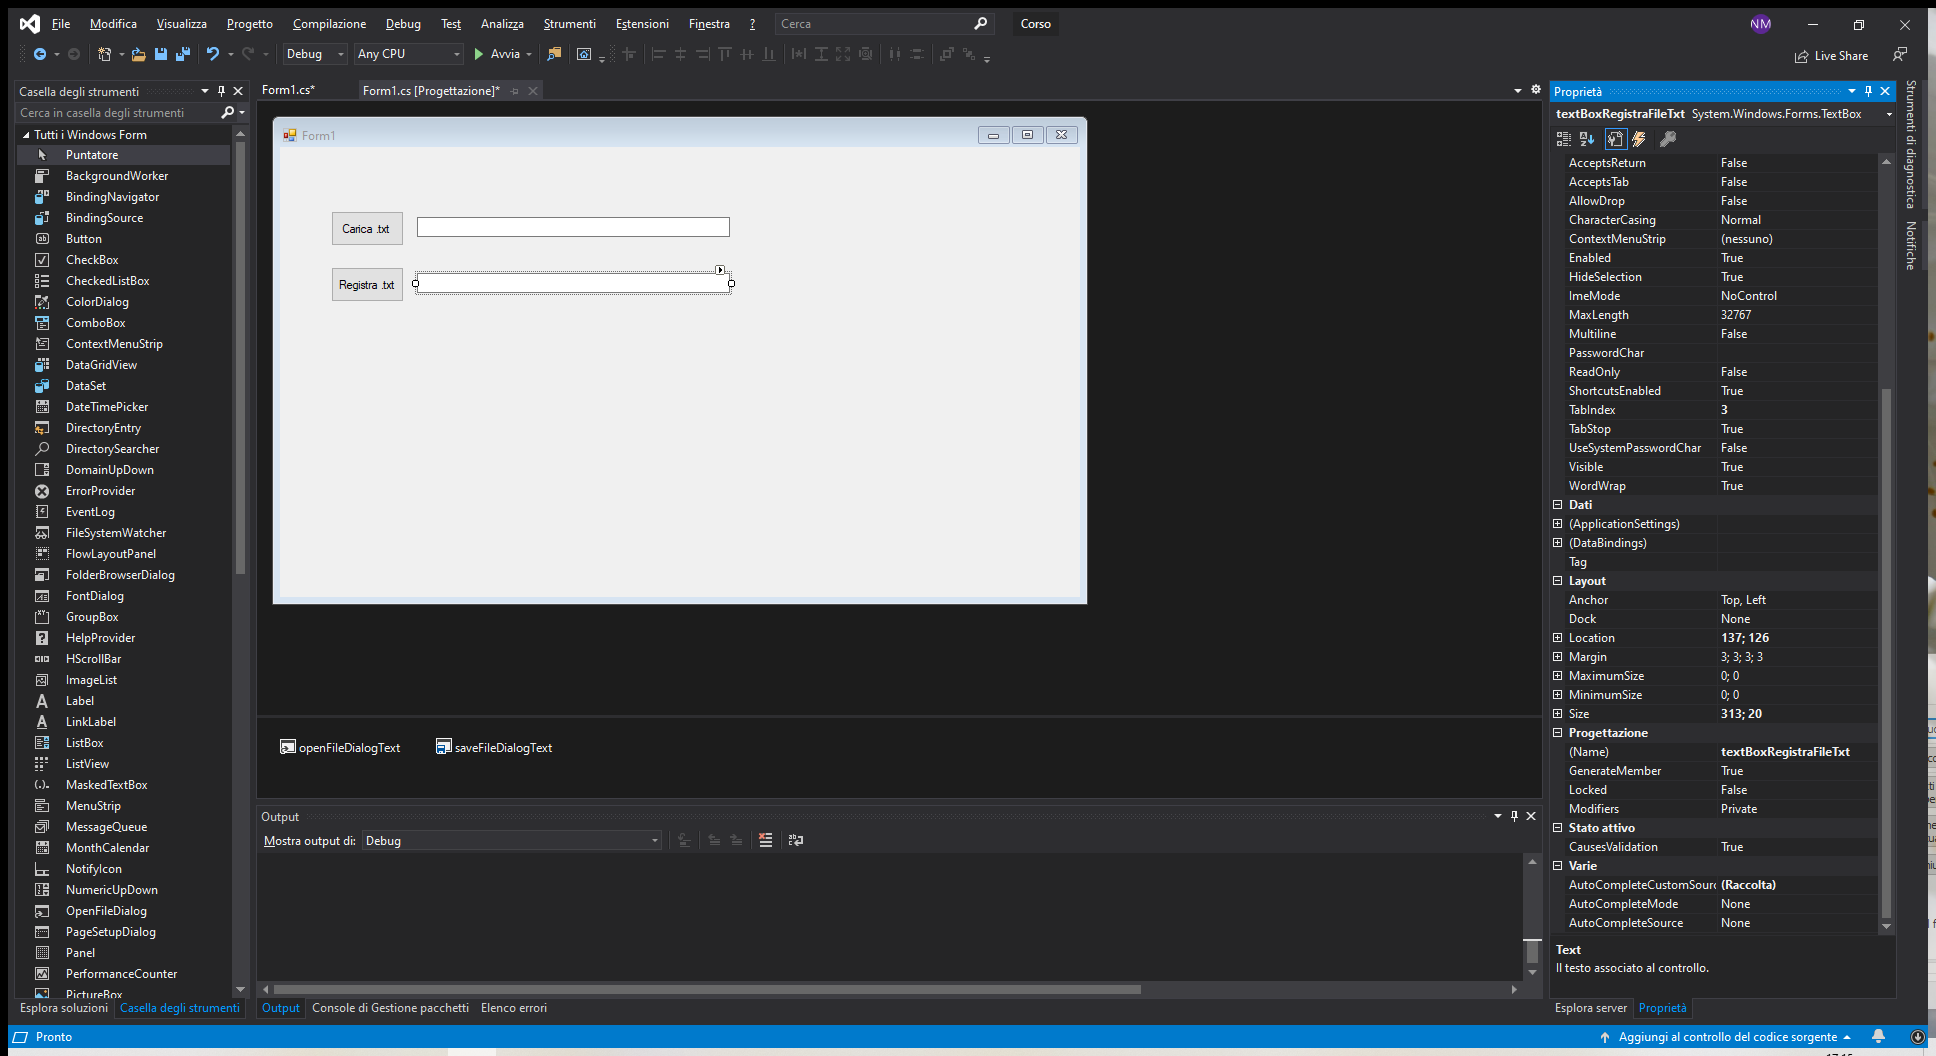 File Modifica Visualizza Progetto Compilazione Debug Test Analizza Strumenti Estensioni Finestra ? Cerca Corso NM
Debug Any CPU Avvia Live Share
Casella degli strumenti
Cerca in casella degli strumenti
Tutti i Windows Form
Puntatore
BackgroundWorker
BindingNavigator
BindingSource
Button
CheckBox
CheckedListBox
ColorDialog
ComboBox
ContextMenuStrip
DataGridView
DataSet
DateTimePicker
DirectoryEntry
DirectorySearcher
DomainUpDown
ErrorProvider
EventLog
FileSystemWatcher
FlowLayoutPanel
FolderBrowserDialog
FontDialog
GroupBox
HelpProvider
HScrollBar
ImageList
Label
LinkLabel
ListBox
ListView
MaskedTextBox
MenuStrip
MessageQueue
MonthCalendar
NotifyIcon
NumericUpDown
OpenFileDialog
PageSetupDialog
Panel
PerformanceCounter
PictureBox
Esplora soluzioni Casella degli strumenti
Form1.cs* Form1.cs [Progettazione]*
Form1
Carica .txt
Registra .txt
openFileDialogText saveFileDialogText
Output
Mostra output di: Debug
Output Console di Gestione pacchetti Elenco errori
Proprietà
textBoxRegistraFileTxt System.Windows.Forms.TextBox
AcceptsReturn False
AcceptsTab False
AllowDrop False
CharacterCasing Normal
ContextMenuStrip (nessuno)
Enabled True
HideSelection True
ImeMode NoControl
MaxLength 32767
Multiline False
PasswordChar
ReadOnly False
ShortcutsEnabled True
TabIndex 3
TabStop True
UseSystemPasswordChar False
Visible True
WordWrap True
Dati
(ApplicationSettings)
(DataBindings)
Tag
Layout
Anchor Top, Left
Dock None
Location 137; 126
Margin 3; 3; 3; 3
MaximumSize 0; 0
MinimumSize 0; 0
Size 313; 20
Progettazione
(Name) textBoxRegistraFileTxt
GenerateMember True
Locked False
Modifiers Private
Stato attivo
CausesValidation True
Varie
AutoCompleteCustomSourc (Raccolta)
AutoCompleteMode None
AutoCompleteSource None
Text
Il testo associato al controllo.
Esplora server Proprietà
Strumenti di diagnostica
Notifiche
Pronto Aggiungi al controllo del codice sorgente